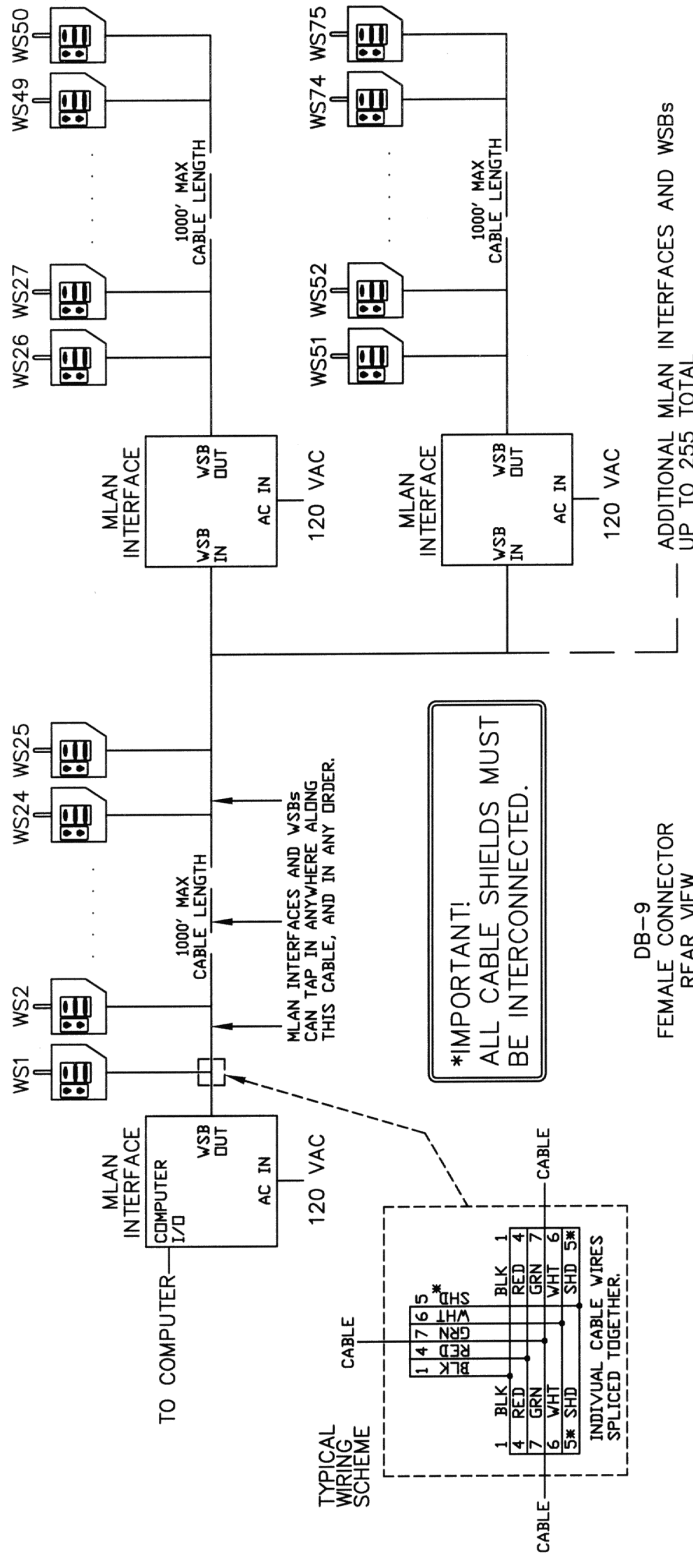 WS1
WS2
WS24
WS25
WS26
WS27
WS49
WS50
TO COMPUTER
MLAN
INTERFACE
COMPUTER
I/O
WSB
OUT
AC IN
120 VAC
1000' MAX
CABLE LENGTH
MLAN INTERFACES AND WSBs
CAN TAP IN ANYWHERE ALONG
THIS CABLE, AND IN ANY ORDER.
MLAN
INTERFACE
WSB
IN
WSB
OUT
AC IN
120 VAC
1000' MAX
CABLE LENGTH
WS51
WS52
WS74
WS75
MLAN
INTERFACE
WSB
IN
WSB
OUT
AC IN
120 VAC
1000' MAX
CABLE LENGTH
TYPICAL
WIRING
SCHEME
CABLE
1 BLK
4 RED
7 GRN
6 WHT
5* SHD
CABLE
1 BLK
4 RED
7 GRN
6 WHT
5* SHD
BLK 1
RED 4
GRN 7
WHT 6
SHD 5*
CABLE
INDIVUAL CABLE WIRES
SPLICED TOGETHER.
*IMPORTANT!
ALL CABLE SHIELDS MUST
BE INTERCONNECTED.
DB-9
FEMALE CONNECTOR
REAR VIEW
ADDITIONAL MLAN INTERFACES AND WSBs
UP TO 255 TOTAL